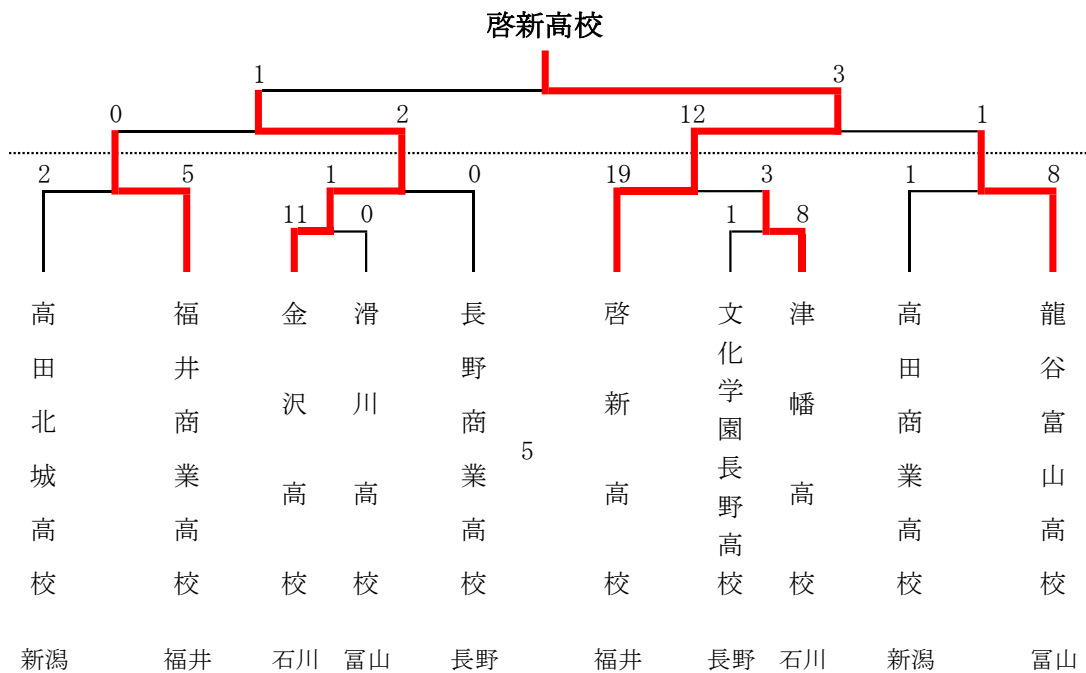 啓新高校
1 3
0 2 12 1
2 5 1 0 19 3 1 8
11 0 1 8
高田北城高校
福井商業高校
金沢高校
滑川高校
長野商業高校
5
啓新高校
文化学園長野高校
津幡高校
高田商業高校
龍谷富山高校
新潟 福井 石川 冨山 長野 福井 長野 石川 新潟 冨山